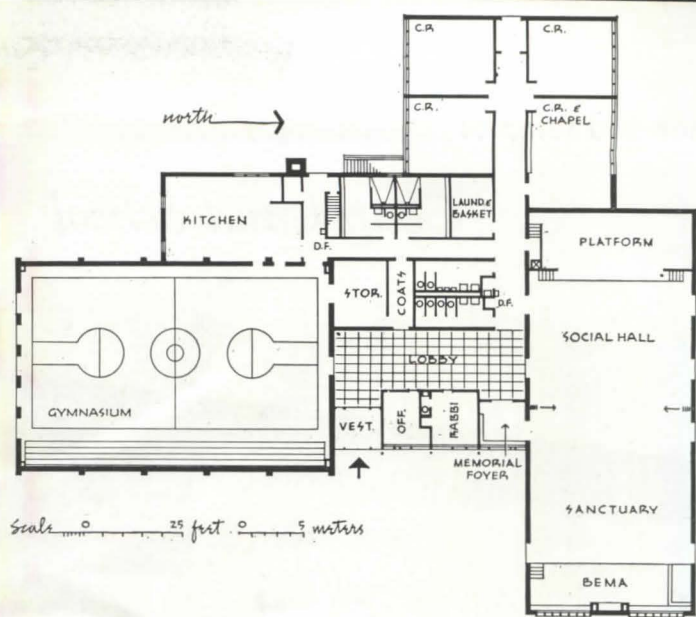 C.R
C.R.
north
C.R.
C.R. &
CHAPEL
KITCHEN
LAUND &
BASKET
D.F.
PLATFORM
STOR.
COATS
D.F.
SOCIAL HALL
LOBBY
GYMNASIUM
VEST.
OFF.
RABBI
MEMORIAL
FOYER
SANCTUARY
Scale 0 25 feet 0 5 meters
BEMA